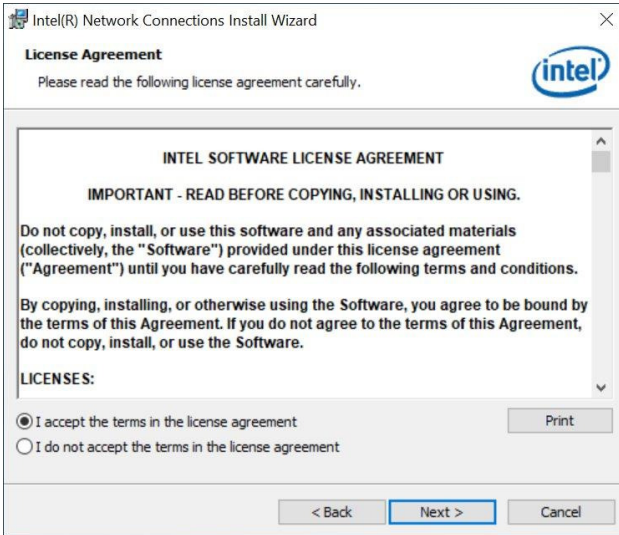 Intel(R) Network Connections Install Wizard
License Agreement
Please read the following license agreement carefully.
intel
INTEL SOFTWARE LICENSE AGREEMENT
IMPORTANT - READ BEFORE COPYING, INSTALLING OR USING.
Do not copy, install, or use this software and any associated materials
(collectively, the "Software") provided under this license agreement
("Agreement") until you have carefully read the following terms and conditions.
By copying, installing, or otherwise using the Software, you agree to be bound by
the terms of this Agreement. If you do not agree to the terms of this Agreement,
do not copy, install, or use the Software.
LICENSES:
I accept the terms in the license agreement
Print
I do not accept the terms in the license agreement
< Back
Next >
Cancel